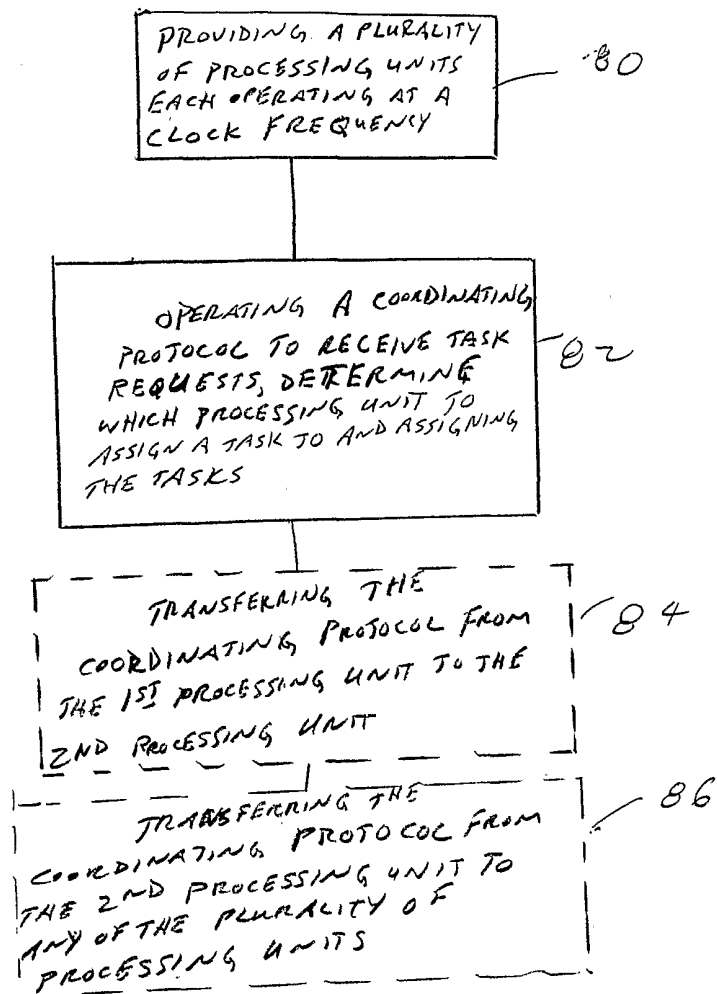 PROVIDING A PLURALITY
OF PROCESSING UNITS
EACH OPERATING AT A
CLOCK FREQUENCY
80
OPERATING A COORDINATING
PROTOCOL TO RECEIVE TASK
REQUESTS, DETERMINE
WHICH PROCESSING UNIT TO
ASSIGN A TASK TO AND ASSIGNING
THE TASKS
82
TRANSFERRING THE
COORDINATING PROTOCOL FROM
THE 1ST PROCESSING UNIT TO THE
2ND PROCESSING UNIT
84
TRANSFERRING THE
COORDINATING PROTOCOL FROM
THE 2ND PROCESSING UNIT TO
ANY OF THE PLURALITY OF
PROCESSING UNITS
86